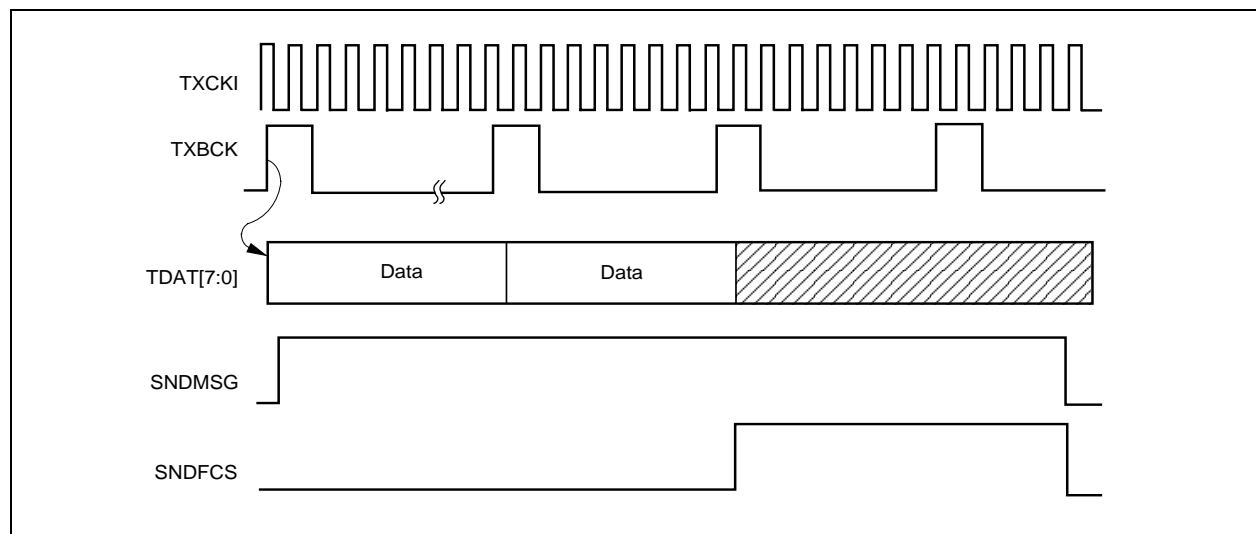 TXCKI
TXBCK
TDAT[7:0]
Data
Data
SNDMSG
SNDFCS